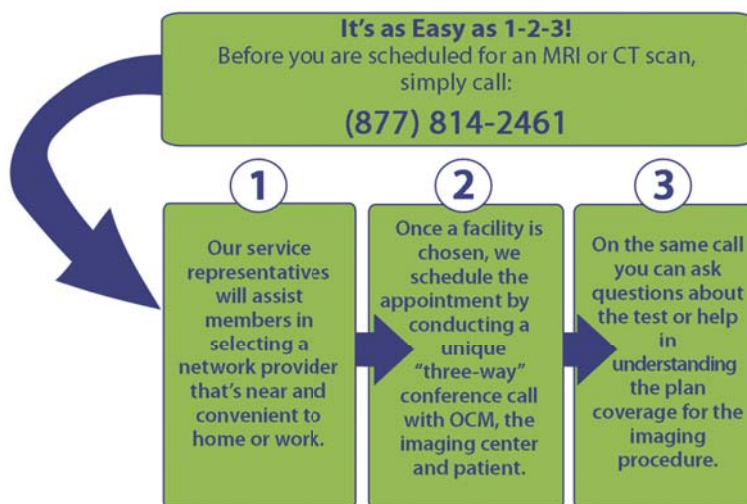 It's as Easy as 1-2-3!
Before you are scheduled for an MRI or CT scan,
simply call:
(877) 814-2461
1
Our service
representatives
will assist
members in
selecting a
network provider
that's near and
convenient to
home or work.
2
Once a facility is
chosen, we
schedule the
appointment by
conducting a
unique
"three-way"
conference call
with OCM, the
imaging center
and patient.
3
On the same call
you can ask
questions about
the test or help
in
understanding
the plan
coverage for the
imaging
procedure.